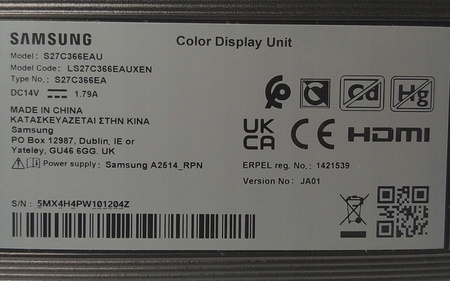 SAMSUNG
Color Display Unit
Model : S27C366EAU
Model Code : LS27C366EAUXEN
Type No. : S27C366EA
DC14V ⎓ 1.79A
MADE IN CHINA
ΚΑΤΑΣΚΕΥΑΖΕΤΑΙ ΣΤΗΝ ΚΙΝΑ
Samsung
PO Box 12987, Dublin, IE or
Yateley, GU46 6GG. UK
Power supply : Samsung A2514_RPN
Cd
Hg
UK
CA
CE
HDMI
ERPEL reg. No.: 1421539
Version No : JA01
S/N : 5MX4H4PW101204Z